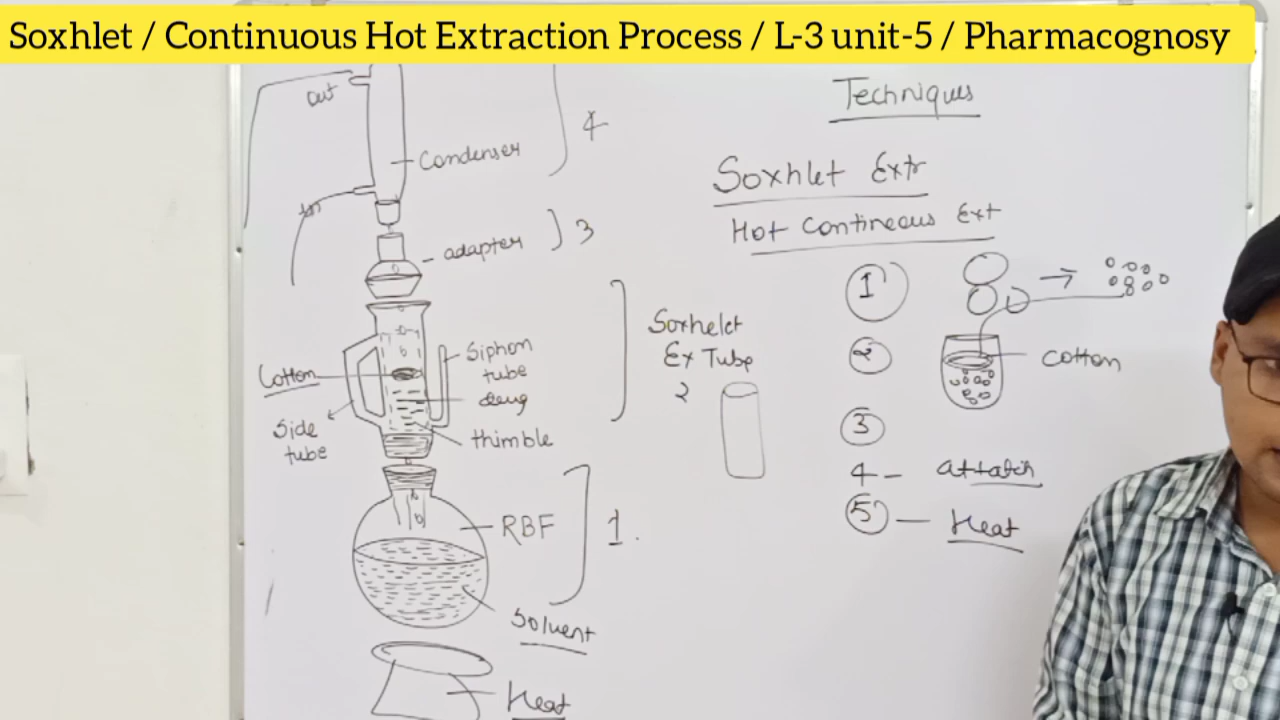 Soxhlet / Continuous Hot Extraction Process / L-3 unit-5 / Pharmacognosy
Out
Condenser
4
In
adapter
3
Cotton
Side
tube
Siphon
tube
drug
thimble
Soxhelet
Ex Tube
2
RBF
1.
Solvent
Heat
Techniques
Soxhlet Extr
Hot Contineous Ext
1
2
Cotton
3
4 - attatch
5 - Heat